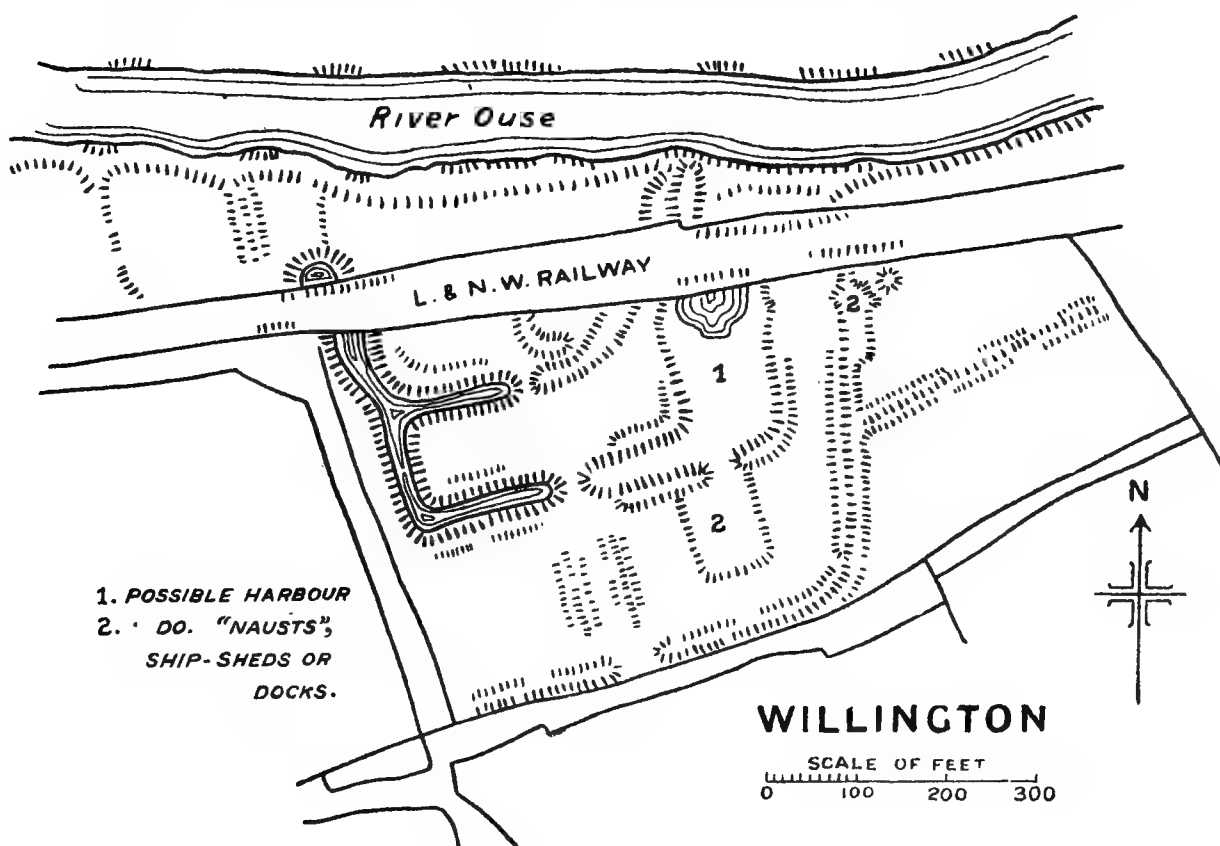 River Ouse
L. & N.W. RAILWAY
2
1
2
N
1. POSSIBLE HARBOUR
2. DO. "NAUSTS",
SHIP-SHEDS OR
DOCKS.
WILLINGTON
SCALE OF FEET
0 100 200 300